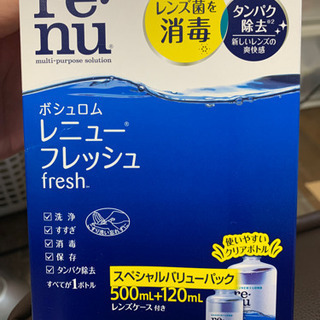 re:
nu
multi-purpose solution
レンズ菌を
消毒
タンパク
除去※2
新しいレンズの
爽快感
ボシュロム
レニュー®
フレッシュ
fresh™
洗浄
すすぎ
消毒
保存
タンパク除去
すべてが1ボトル
使いやすい
クリアボトル
スペシャルバリューパック
500mL+120mL
レンズケース付き
re:
nu